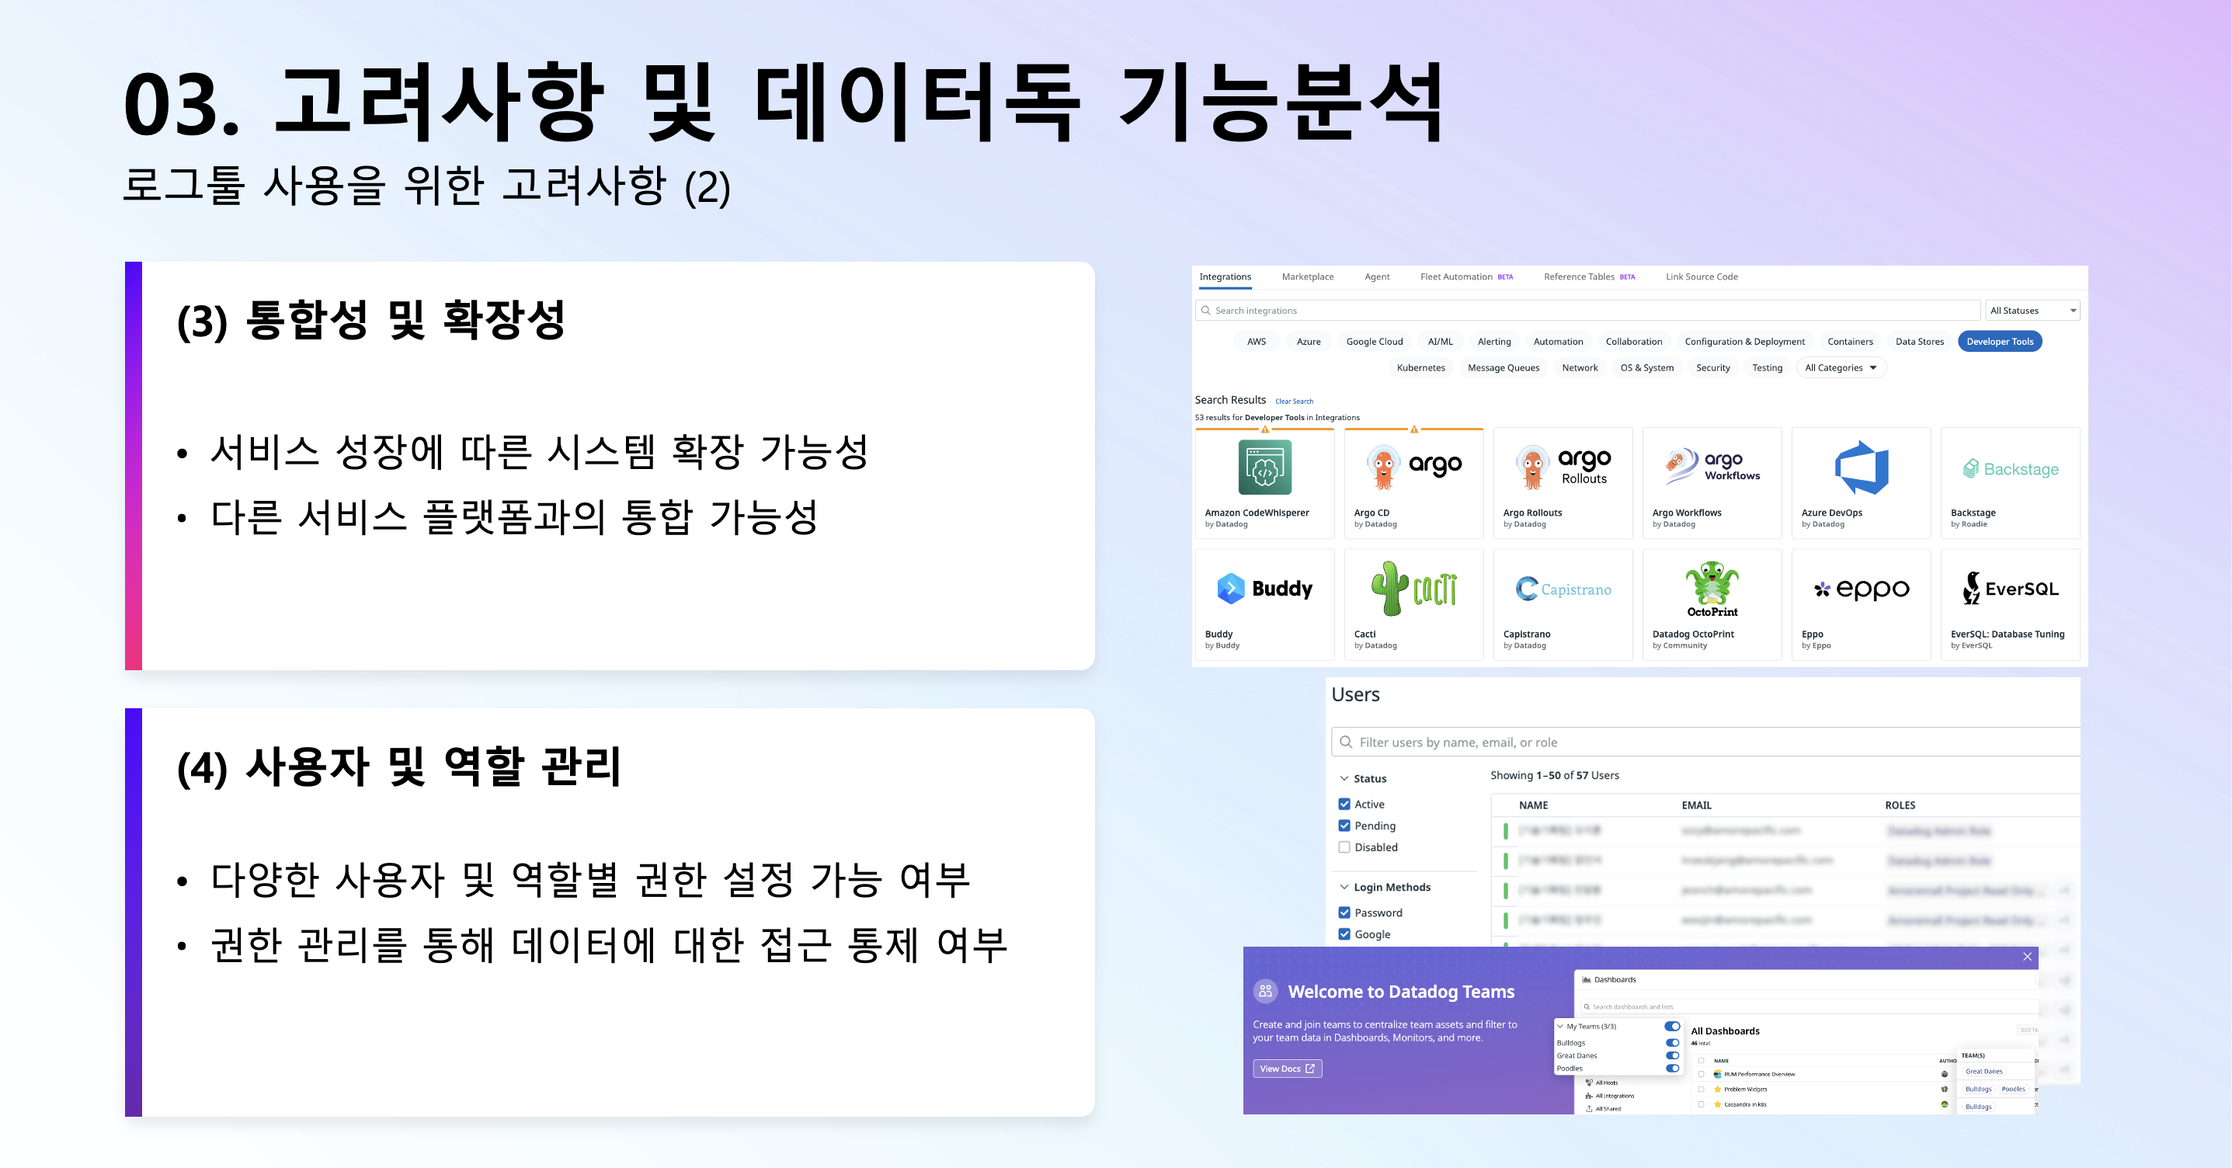 03. 고려사항 및 데이터독 기능분석
로그툴 사용을 위한 고려사항 (2)
(3) 통합성 및 확장성
• 서비스 성장에 따른 시스템 확장 가능성
• 다른 서비스 플랫폼과의 통합 가능성
(4) 사용자 및 역할 관리
• 다양한 사용자 및 역할별 권한 설정 가능 여부
• 권한 관리를 통해 데이터에 대한 접근 통제 여부
Integrations Marketplace Agent Fleet Automation BETA Reference Tables BETA Link Source Code
Search integrations All Statuses
AWS Azure Google Cloud AI/ML Alerting Automation Collaboration Configuration & Deployment Containers Data Stores Developer Tools
Kubernetes Message Queues Network OS & System Security Testing All Categories
Search Results Clear Search
53 results for Developer Tools in Integrations
argo argo Rollouts argo Workflows Backstage
Amazon CodeWhisperer Argo CD Argo Rollouts Argo Workflows Azure DevOps Backstage
by Datadog by Datadog by Datadog by Datadog by Datadog by Roadie
Buddy cacti Capistrano OctoPrint eppo EverSQL
Buddy Cacti Capistrano Datadog OctoPrint Eppo EverSQL: Database Tuning
by Buddy by Datadog by Datadog by Community by Eppo by EverSQL
Users
Filter users by name, email, or role
Status
Active
Pending
Disabled
Login Methods
Password
Google
Showing 1–50 of 57 Users
NAME EMAIL ROLES
Welcome to Datadog Teams
Create and join teams to centralize team assets and filter to
your team data in Dashboards, Monitors, and more.
View Docs
Dashboards
Search dashboards and lists
My Teams (3/3)
Bulldogs
Great Danes
Poodles
All Hosts
All Integrations
All Shared
All Dashboards
46 total
NAME
RUM Performance Overview
Problem Widgets
Cassandra in k8s
TEAM(S)
Great Danes
Bulldogs Poodles
Bulldogs